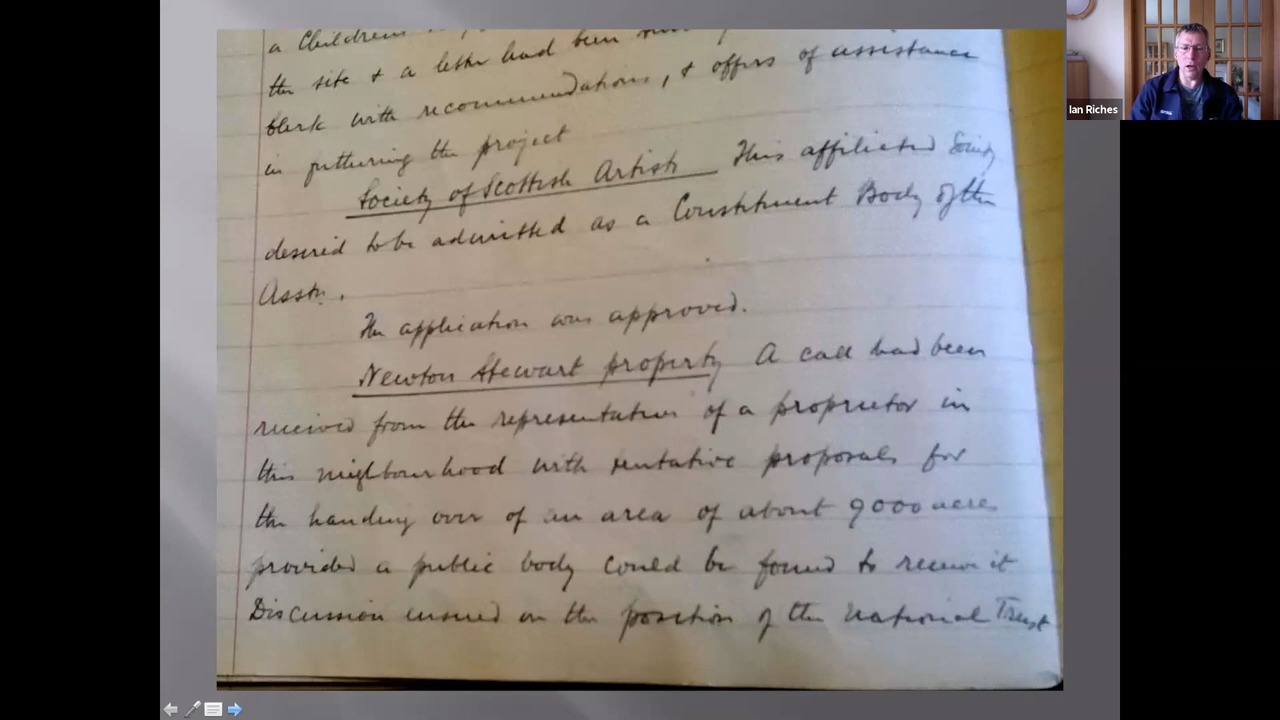 a Childrens
the site & a letter had been
Clerk with recommendations, & offers of assistance
in furthering the project
Society of Scottish Artists This affiliated Society
desired to be admitted as a Constituent Body of the
Assn.
The application was approved.
Newton Stewart property A call had been
received from the representative of a proprietor in
this neighbourhood with tentative proposals for
the handing over of an area of about 9000 acres
provided a public body could be found to receive it
Discussion ensued on the position of the National Trust
Ian Riches